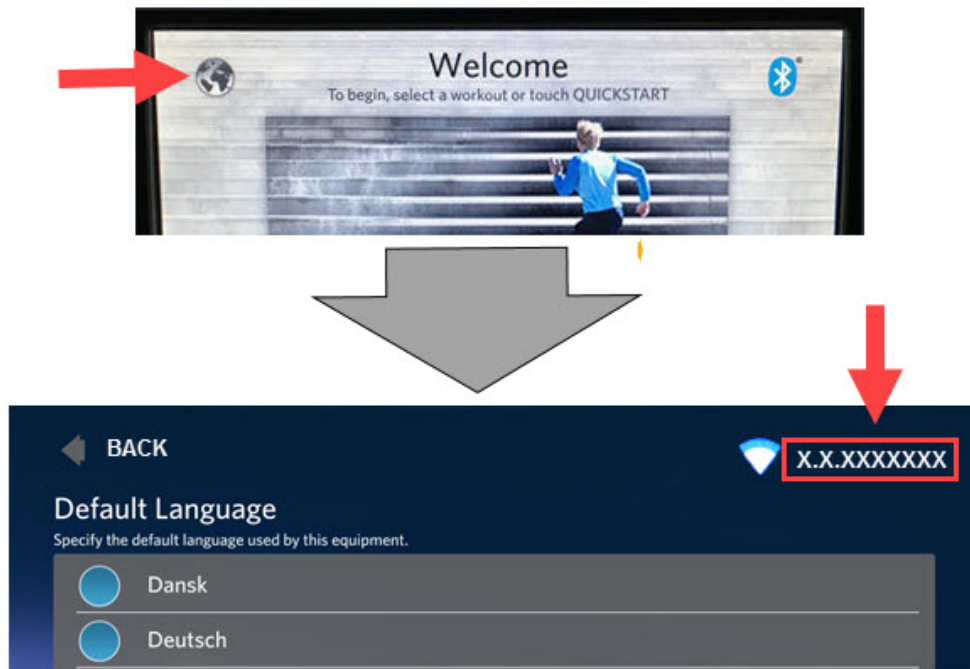 Welcome
To begin, select a workout or touch QUICKSTART
BACK
X.X.XXXXXXX
Default Language
Specify the default language used by this equipment.
Dansk
Deutsch